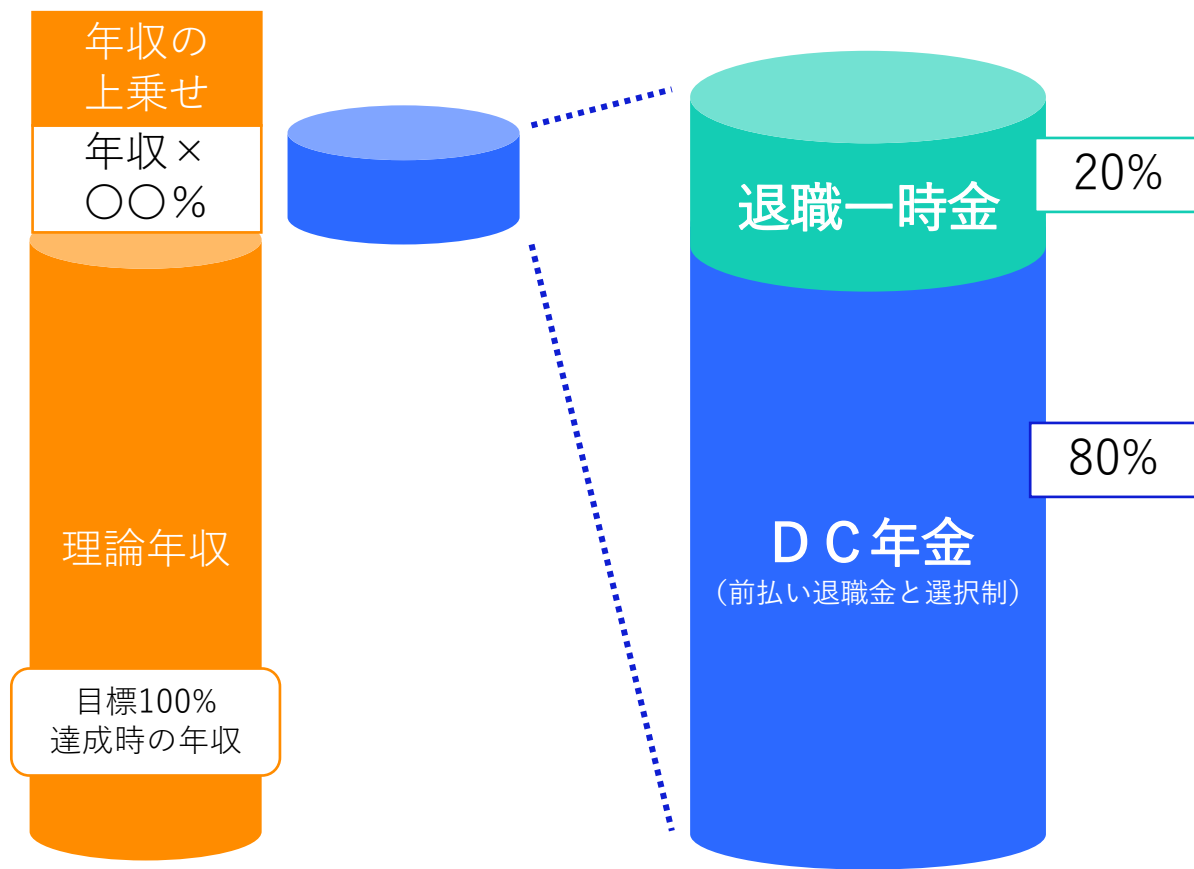 年収の
上乗せ
年収×
〇〇%
理論年収
目標100%
達成時の年収
退職一時金
20%
80%
ＤＣ年金
（前払い退職金と選択制）